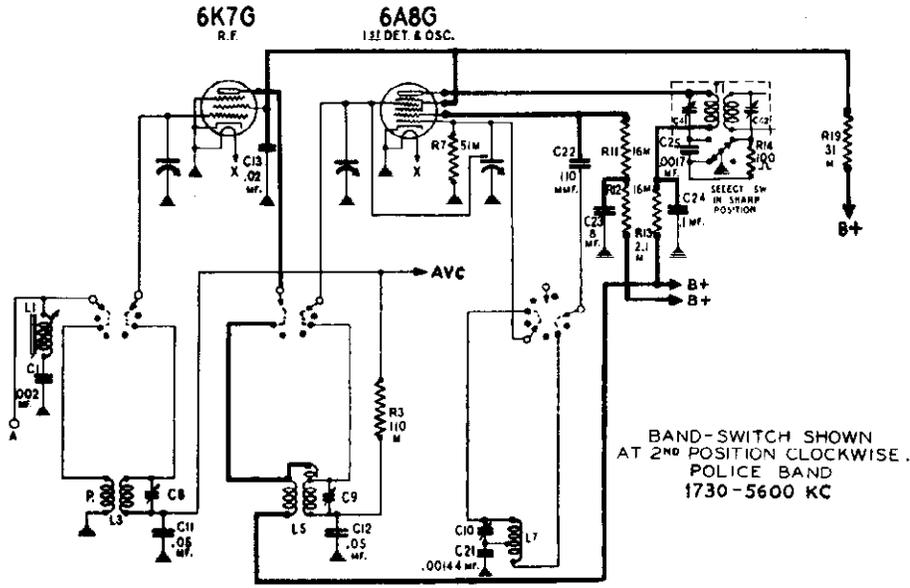 6K7G
R.F.
6A8G
1ST DET. & OSC.
T1
C41
C42
C13
.02
MF.
X
X
R7
51M
C22
110
MMF.
R11
16M
C25
.0017
MF.
R14
100
Ω
R19
31
M
R12
16M
SELECT SW
IN SHARP
POSITION
C23
8
MF.
C24
.1 MF.
R13
2.1
M
B+
AVC
B+
B+
L1
C1
.002
MF.
A
R3
110
M
BAND-SWITCH SHOWN
AT 2ND POSITION CLOCKWISE.
POLICE BAND
1730-5600 KC
P.
L3
C8
C11
.05
MF.
L5
C9
C12
.05
MF.
C10
L7
C21
.00144 MF.